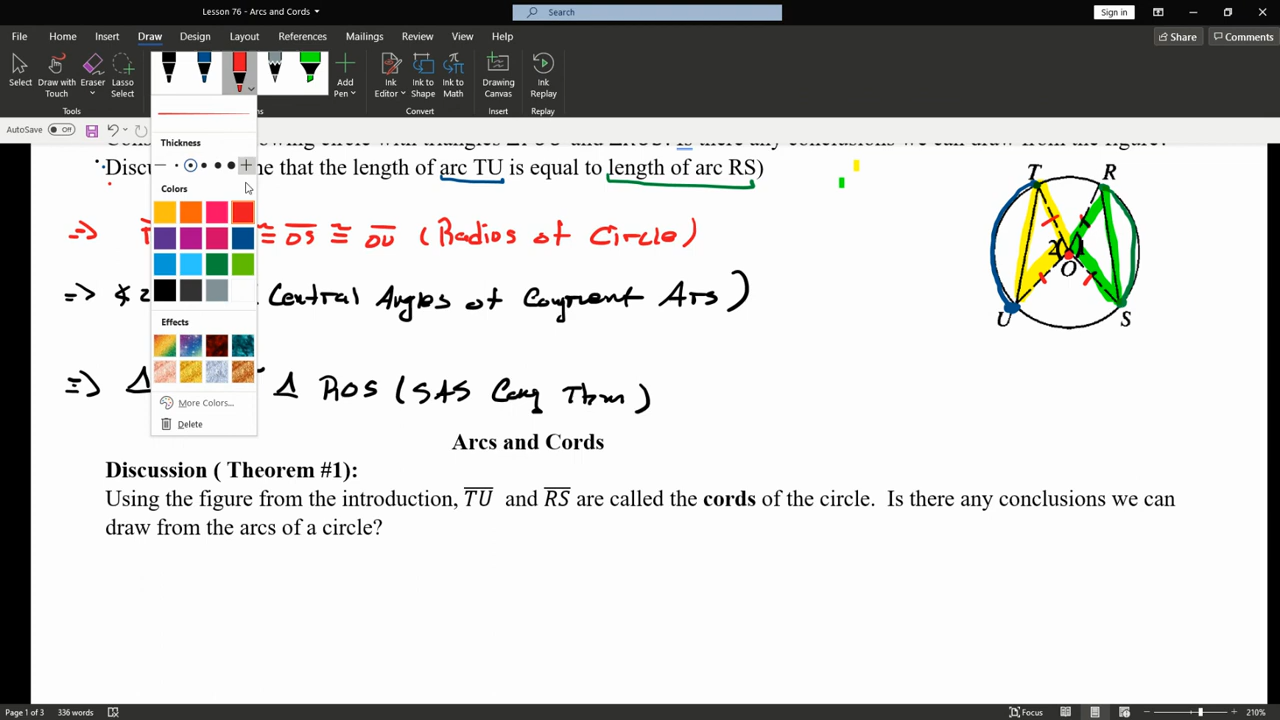 Lesson 76 - Arcs and Cords
Search
Sign in
File Home Insert Draw Design Layout References Mailings Review View Help
Share Comments
Select Draw with Touch Eraser Lasso Select Add Pen Ink Editor Ink to Shape Ink to Math Drawing Canvas Ink Replay
Tools Convert Insert Replay
AutoSave Off
Thickness
Colors
Effects
More Colors...
Delete
Discu me that the length of arc TU is equal to length of arc RS)
⇒ ≅ OS ≅ OU (Radios of Circle)
⇒ ∢ 2 (Central Angles of Congruent Ars)
⇒ Δ Δ ROS (SAS Cong Thm)
T R
2 1
O
U S
Arcs and Cords
Discussion ( Theorem #1):
Using the figure from the introduction, TU and RS are called the cords of the circle. Is there any conclusions we can
draw from the arcs of a circle?
Page 1 of 3 336 words
Focus
210%